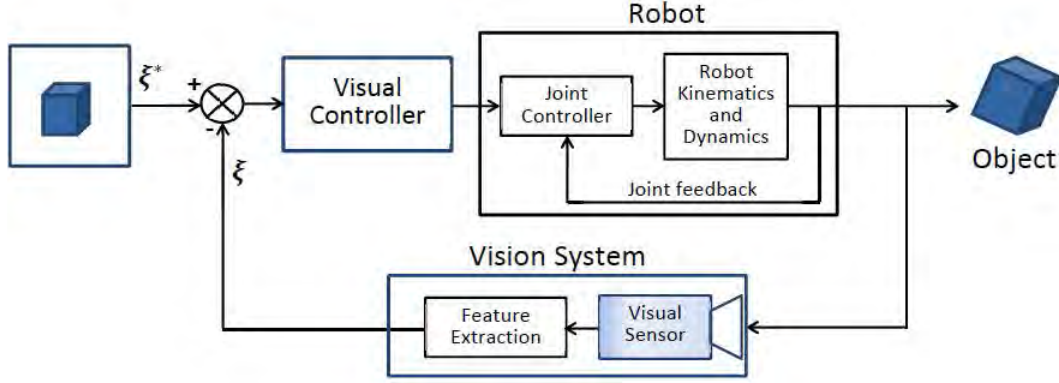 Robot
ξ*
+
-
ξ
Visual
Controller
Joint
Controller
Robot
Kinematics
and
Dynamics
Joint feedback
Object
Vision System
Feature
Extraction
Visual
Sensor